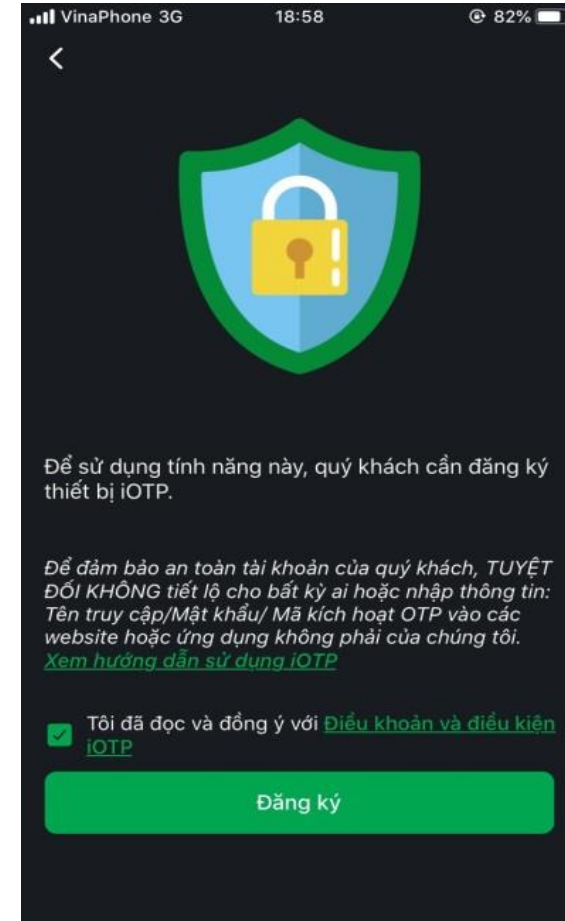 VinaPhone 3G 18:58 82%
Để sử dụng tính năng này, quý khách cần đăng ký
thiết bị iOTP.
Để đảm bảo an toàn tài khoản của quý khách, TUYỆT
ĐỐI KHÔNG tiết lộ cho bất kỳ ai hoặc nhập thông tin:
Tên truy cập/Mật khẩu/ Mã kích hoạt OTP vào các
website hoặc ứng dụng không phải của chúng tôi.
Xem hướng dẫn sử dụng iOTP
Tôi đã đọc và đồng ý với Điều khoản và điều kiện
iOTP
Đăng ký